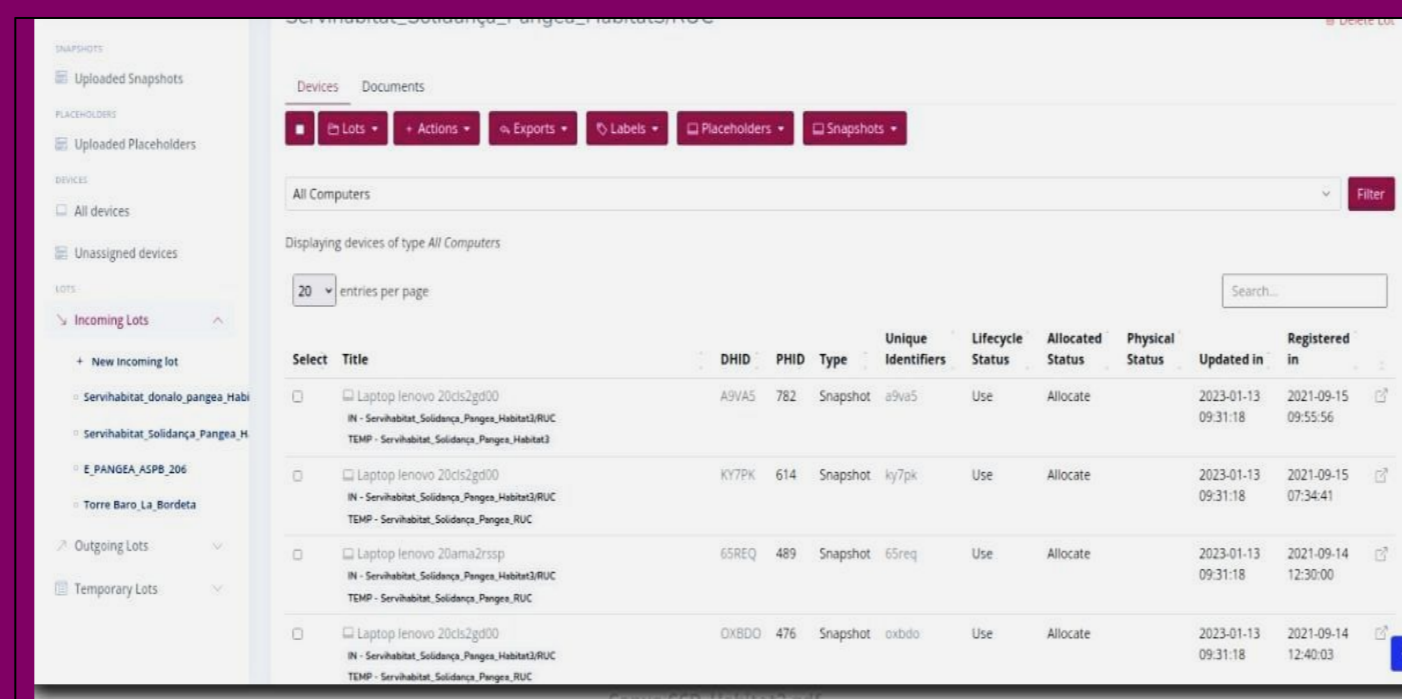 Servihabitat_Solidança_Pangea_Habitat3/RUC
Delete Lot
SNAPSHOTS
Uploaded Snapshots
PLACEHOLDERS
Uploaded Placeholders
DEVICES
All devices
Unassigned devices
LOTS
Incoming Lots
+ New Incoming lot
Servihabitat_donalo_pangea_Habi
Servihabitat_Solidança_Pangea_H
E_PANGEA_ASPB_206
Torre Baro_La_Bordeta
Outgoing Lots
Temporary Lots
Devices Documents
Lots + Actions Exports Labels Placeholders Snapshots
All Computers Filter
Displaying devices of type All Computers
20 entries per page Search...
Select Title DHID PHID Type Unique Identifiers Lifecycle Status Allocated Status Physical Status Updated in Registered in
Laptop lenovo 20cls2gd00 A9VA5 782 Snapshot a9va5 Use Allocate 2023-01-13 09:31:18 2021-09-15 09:55:56
IN - Servihabitat_Solidança_Pangea_Habitat3/RUC
TEMP - Servihabitat_Solidança_Pangea_Habitat3
Laptop lenovo 20cls2gd00 KY7PK 614 Snapshot ky7pk Use Allocate 2023-01-13 09:31:18 2021-09-15 07:34:41
IN - Servihabitat_Solidança_Pangea_Habitat3/RUC
TEMP - Servihabitat_Solidança_Pangea_RUC
Laptop lenovo 20ama2rssp 65REQ 489 Snapshot 65req Use Allocate 2023-01-13 09:31:18 2021-09-14 12:30:00
IN - Servihabitat_Solidança_Pangea_Habitat3/RUC
TEMP - Servihabitat_Solidança_Pangea_RUC
Laptop lenovo 20cls2gd00 OXBDO 476 Snapshot oxbdo Use Allocate 2023-01-13 09:31:18 2021-09-14 12:40:03
IN - Servihabitat_Solidança_Pangea_Habitat3/RUC
TEMP - Servihabitat_Solidança_Pangea_RUC